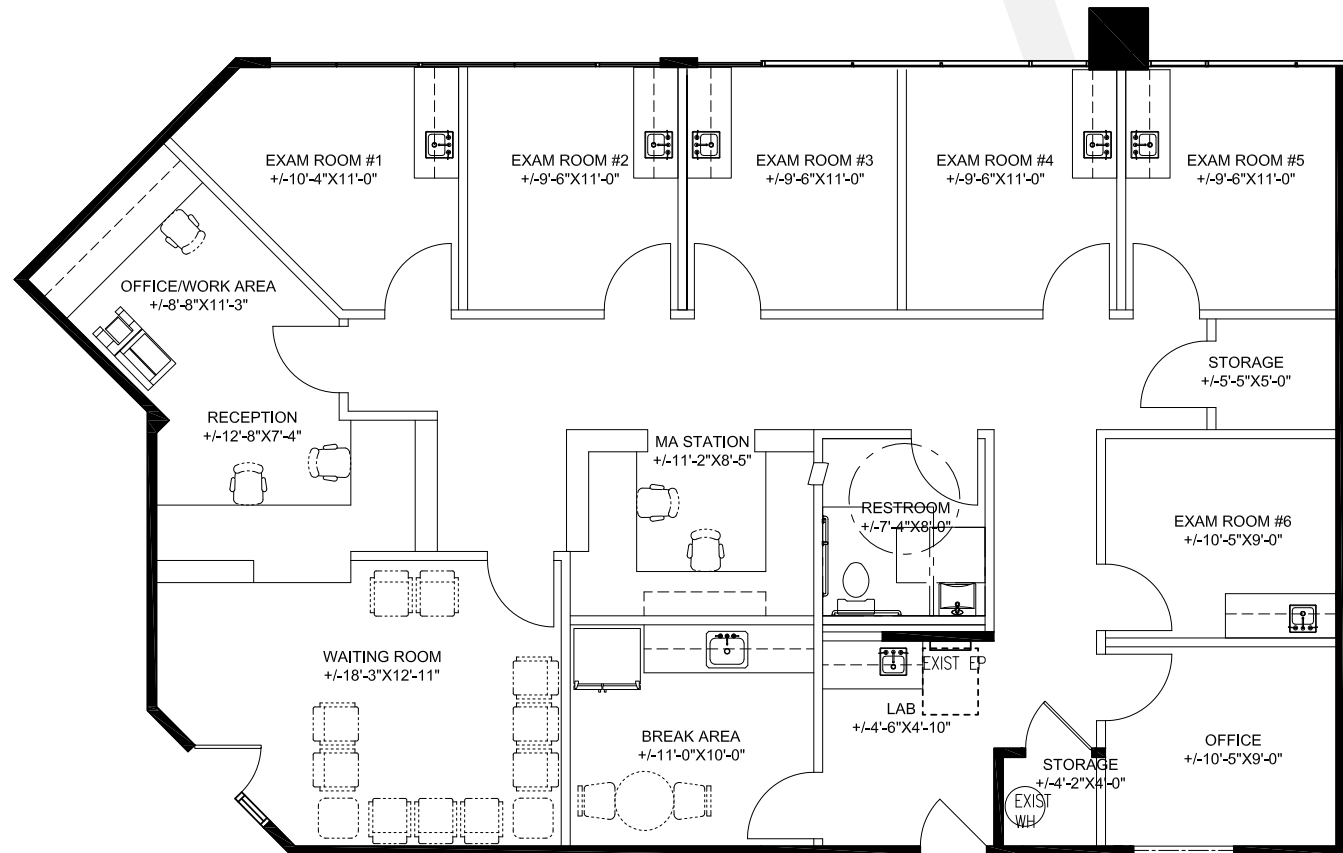 EXAM ROOM #1
+/-10'-4"X11'-0"
EXAM ROOM #2
+/-9'-6"X11'-0"
EXAM ROOM #3
+/-9'-6"X11'-0"
EXAM ROOM #4
+/-9'-6"X11'-0"
EXAM ROOM #5
+/-9'-6"X11'-0"
OFFICE/WORK AREA
+/-8'-8"X11'-3"
STORAGE
+/-5'-5"X5'-0"
RECEPTION
+/-12'-8"X7'-4"
MA STATION
+/-11'-2"X8'-5"
RESTROOM
+/-7'-4"X8'-0"
EXAM ROOM #6
+/-10'-5"X9'-0"
WAITING ROOM
+/-18'-3"X12'-11"
EXIST EP
LAB
+/-4'-6"X4'-10"
BREAK AREA
+/-11'-0"X10'-0"
OFFICE
+/-10'-5"X9'-0"
STORAGE
+/-4'-2"X4'-0"
EXIST
WH